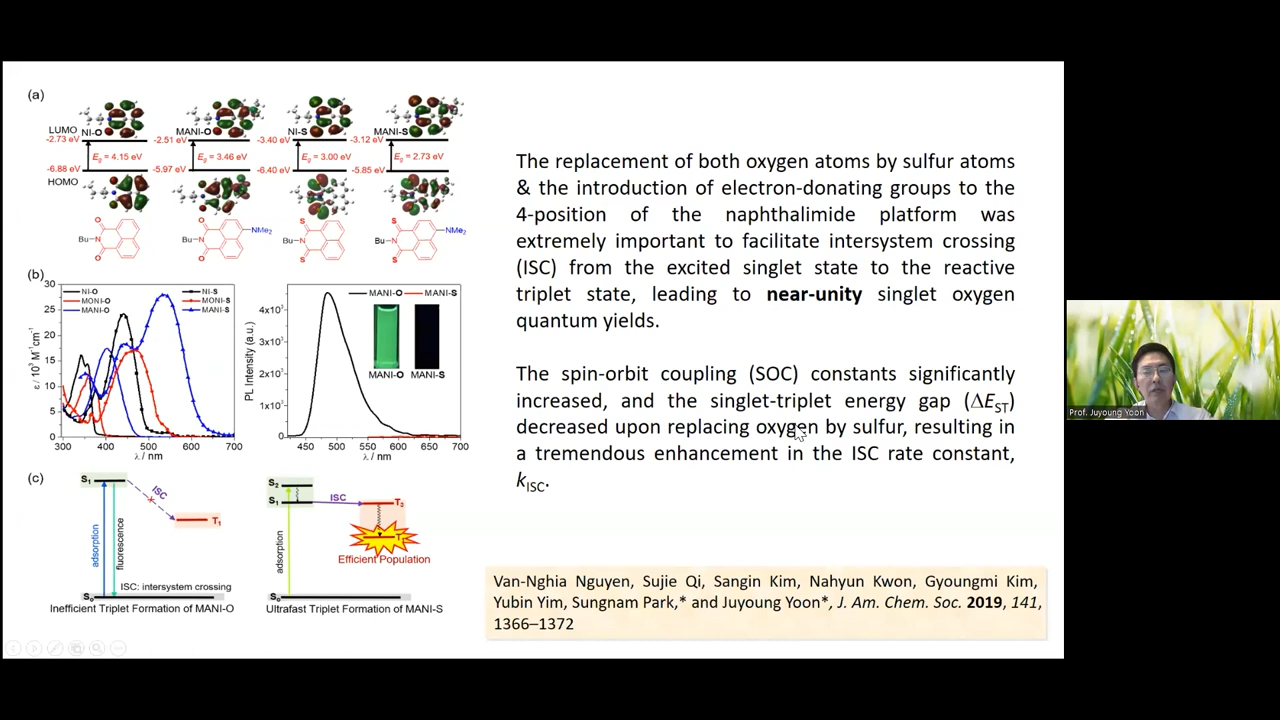 (a)
LUMO NI-O MANI-O NI-S MANI-S
-2.73 eV -2.51 eV -3.40 eV -3.12 eV
Eg = 4.15 eV Eg = 3.46 eV Eg = 3.00 eV Eg = 2.73 eV
-6.88 eV -5.97 eV -6.40 eV -5.85 eV
HOMO
O O S S
Bu N Bu N NMe2 Bu N Bu N NMe2
O O S S
(b)
30 25 20 15 10 5 0
ε / 10³ M⁻¹cm⁻¹
NI-O NI-S
MONI-O MONI-S
MANI-O MANI-S
300 400 500 600 700
λ / nm
PL Intensity (a.u.)
4x10³
3x10³
2x10³
1x10³
0
MANI-O MANI-S
MANI-O MANI-S
450 500 550 600 650 700
λ / nm
(c)
S1
ISC
T1
adsorption
fluorescence
ISC: intersystem crossing
S0
Inefficient Triplet Formation of MANI-O
S2
S1
ISC
T3
Efficient Population
adsorption
S0
Ultrafast Triplet Formation of MANI-S
The replacement of both oxygen atoms by sulfur atoms
& the introduction of electron-donating groups to the
4-position of the naphthalimide platform was
extremely important to facilitate intersystem crossing
(ISC) from the excited singlet state to the reactive
triplet state, leading to near-unity singlet oxygen
quantum yields.
The spin-orbit coupling (SOC) constants significantly
increased, and the singlet-triplet energy gap (ΔEST)
decreased upon replacing oxygen by sulfur, resulting in
a tremendous enhancement in the ISC rate constant,
kISC.
Van-Nghia Nguyen, Sujie Qi, Sangin Kim, Nahyun Kwon, Gyoungmi Kim,
Yubin Yim, Sungnam Park,* and Juyoung Yoon*, J. Am. Chem. Soc. 2019, 141,
1366–1372
Prof. Juyoung Yoon